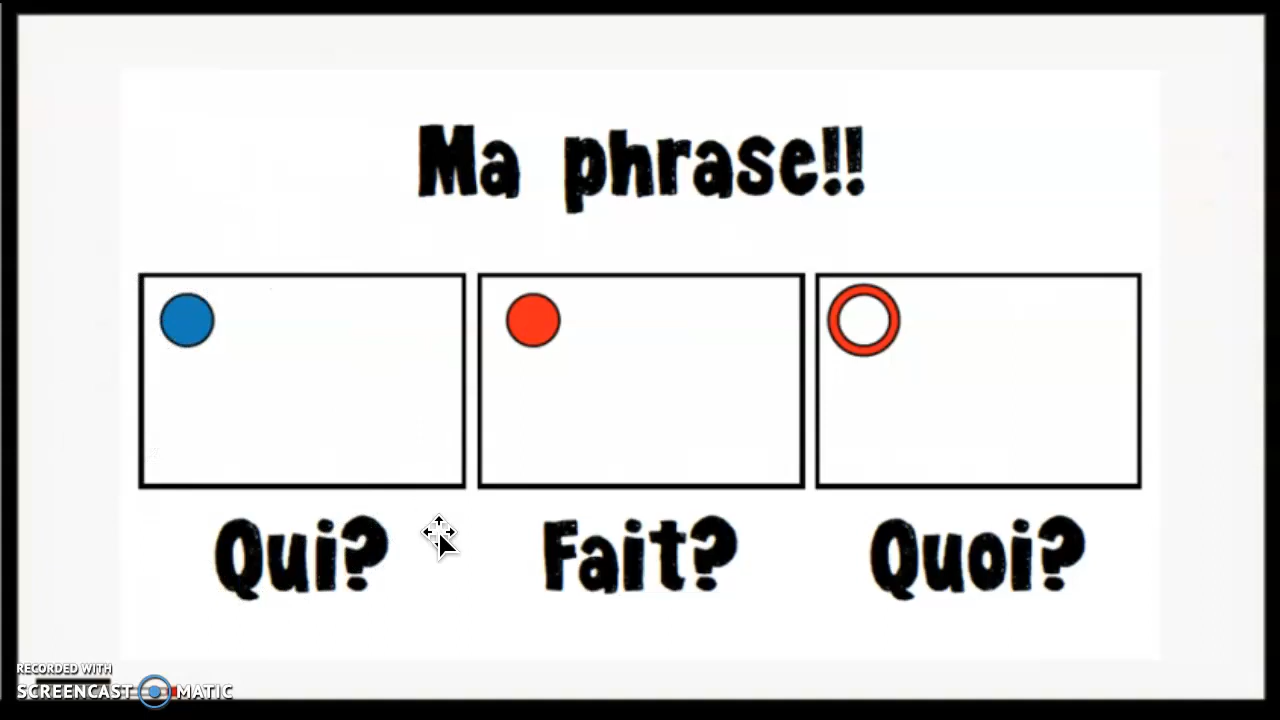 Ma phrase!!
Qui? Fait? Quoi?
RECORDED WITH
SCREENCAST MATIC